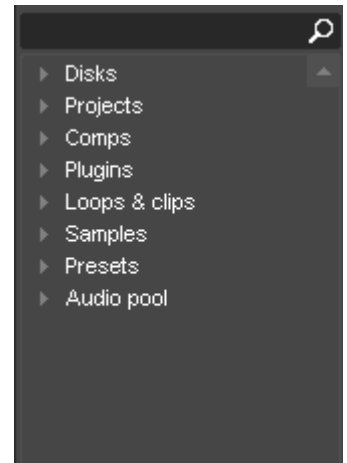 Disks
Projects
Comps
Plugins
Loops & clips
Samples
Presets
Audio pool